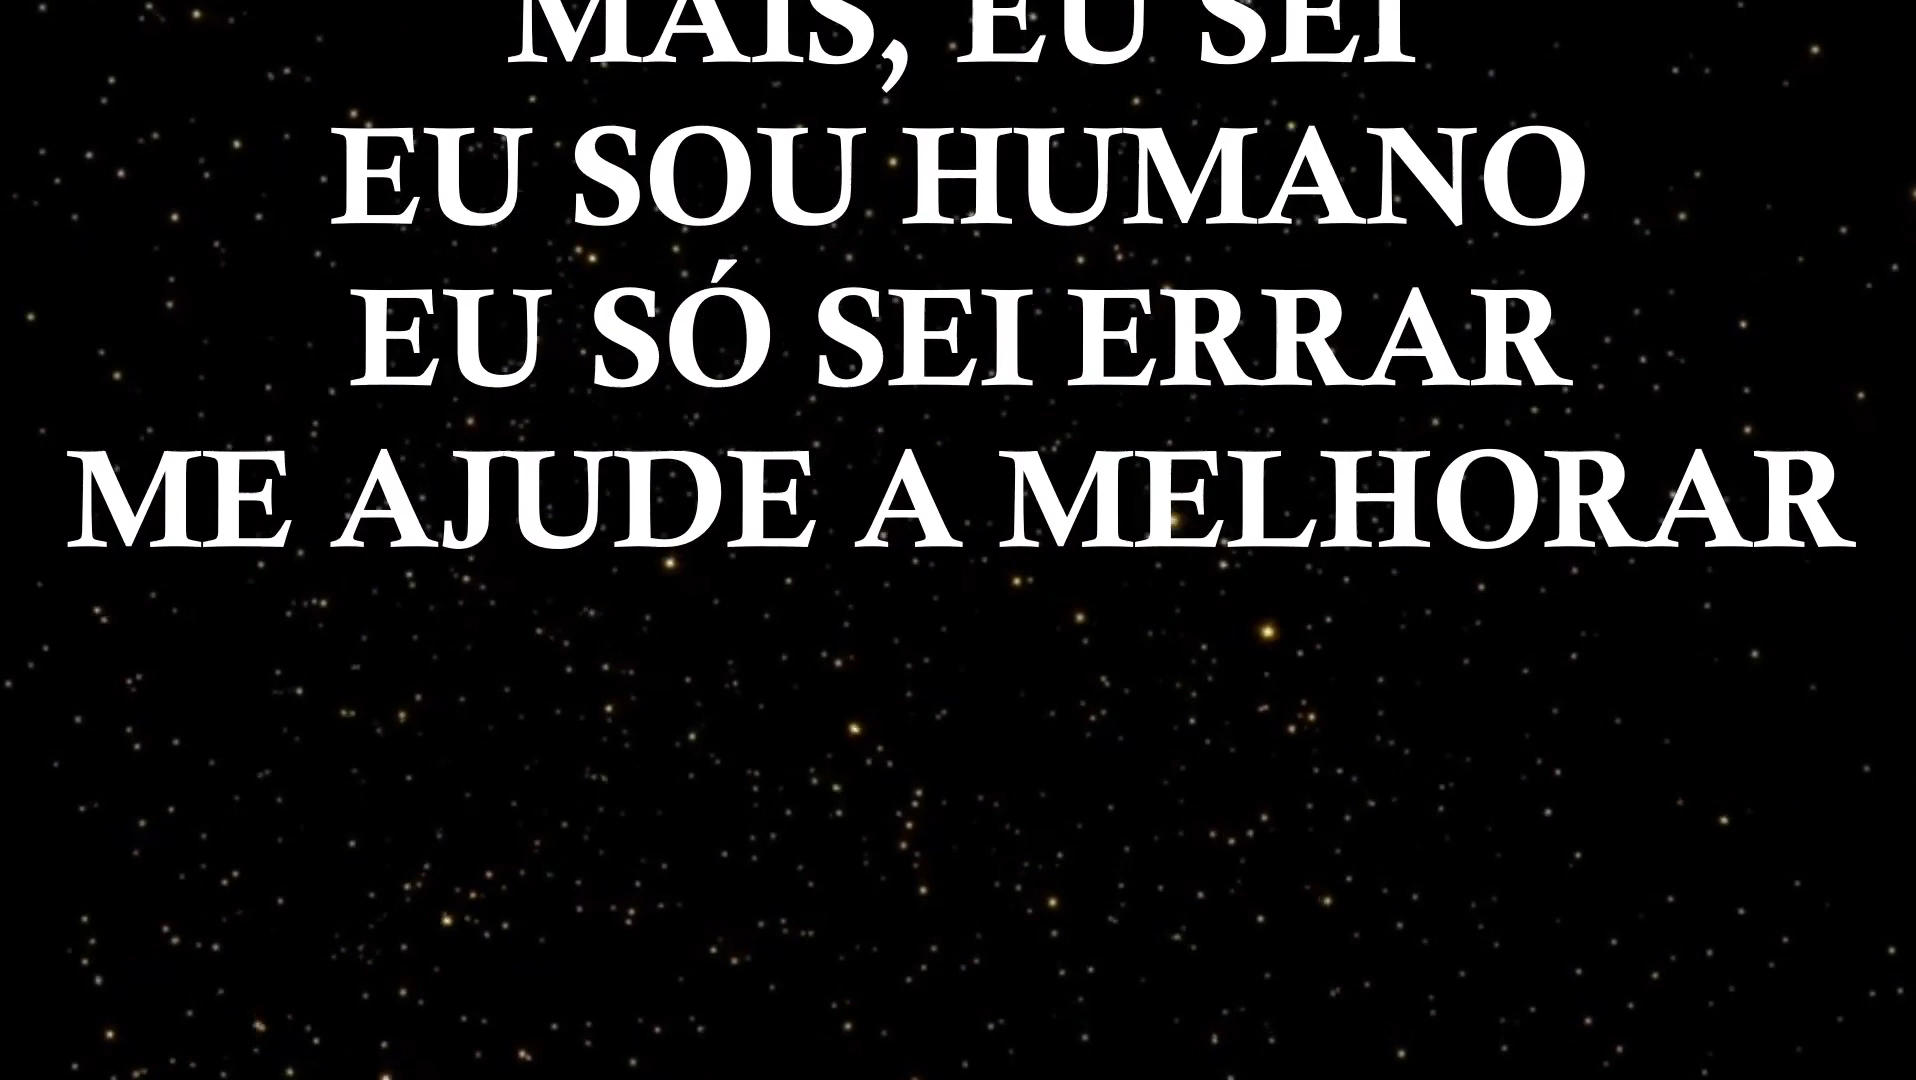 MAIS, EU SEI
EU SOU HUMANO
EU SÓ SEI ERRAR
ME AJUDE A MELHORAR